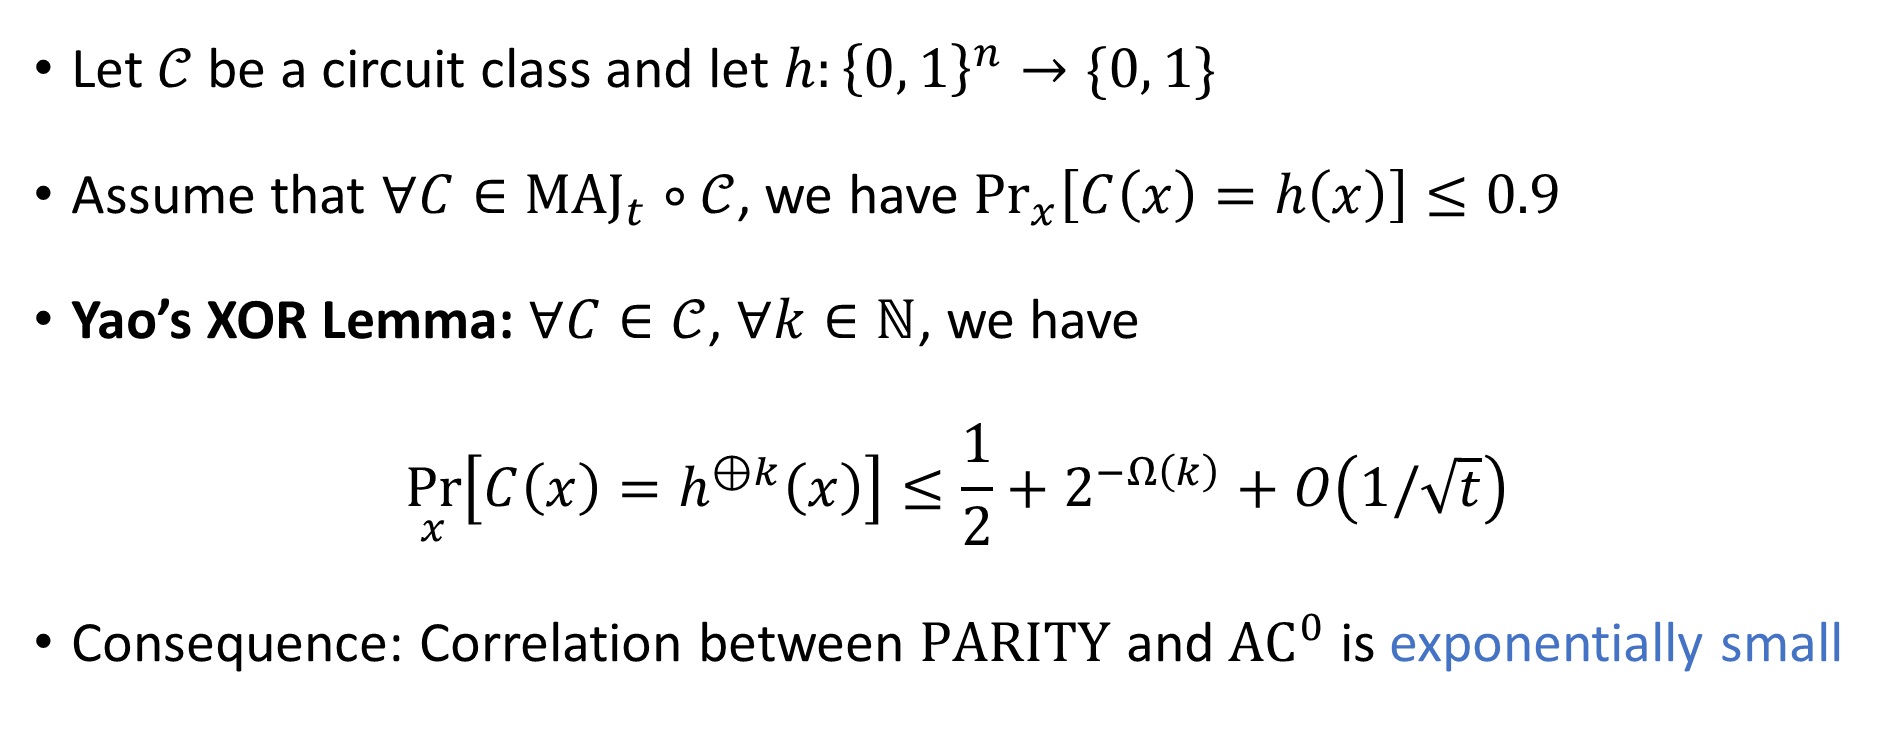 • Let 𝒞 be a circuit class and let ℎ: {0, 1}ⁿ → {0, 1}
• Assume that ∀𝐶 ∈ MAJₜ ∘ 𝒞, we have Prₓ[𝐶(𝑥) = ℎ(𝑥)] ≤ 0.9
• Yao’s XOR Lemma: ∀𝐶 ∈ 𝒞, ∀𝑘 ∈ ℕ, we have
Prₓ[𝐶(𝑥) = ℎ^{⊕𝑘}(𝑥)] ≤ 1/2 + 2^{−Ω(𝑘)} + 𝑂(1/√𝑡)
• Consequence: Correlation between PARITY and AC⁰ is exponentially small